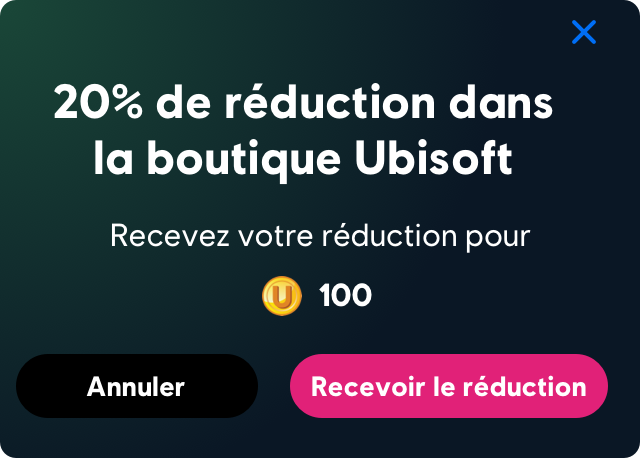 20% de réduction dans
la boutique Ubisoft
Recevez votre réduction pour
U 100
Annuler
Recevoir le réduction